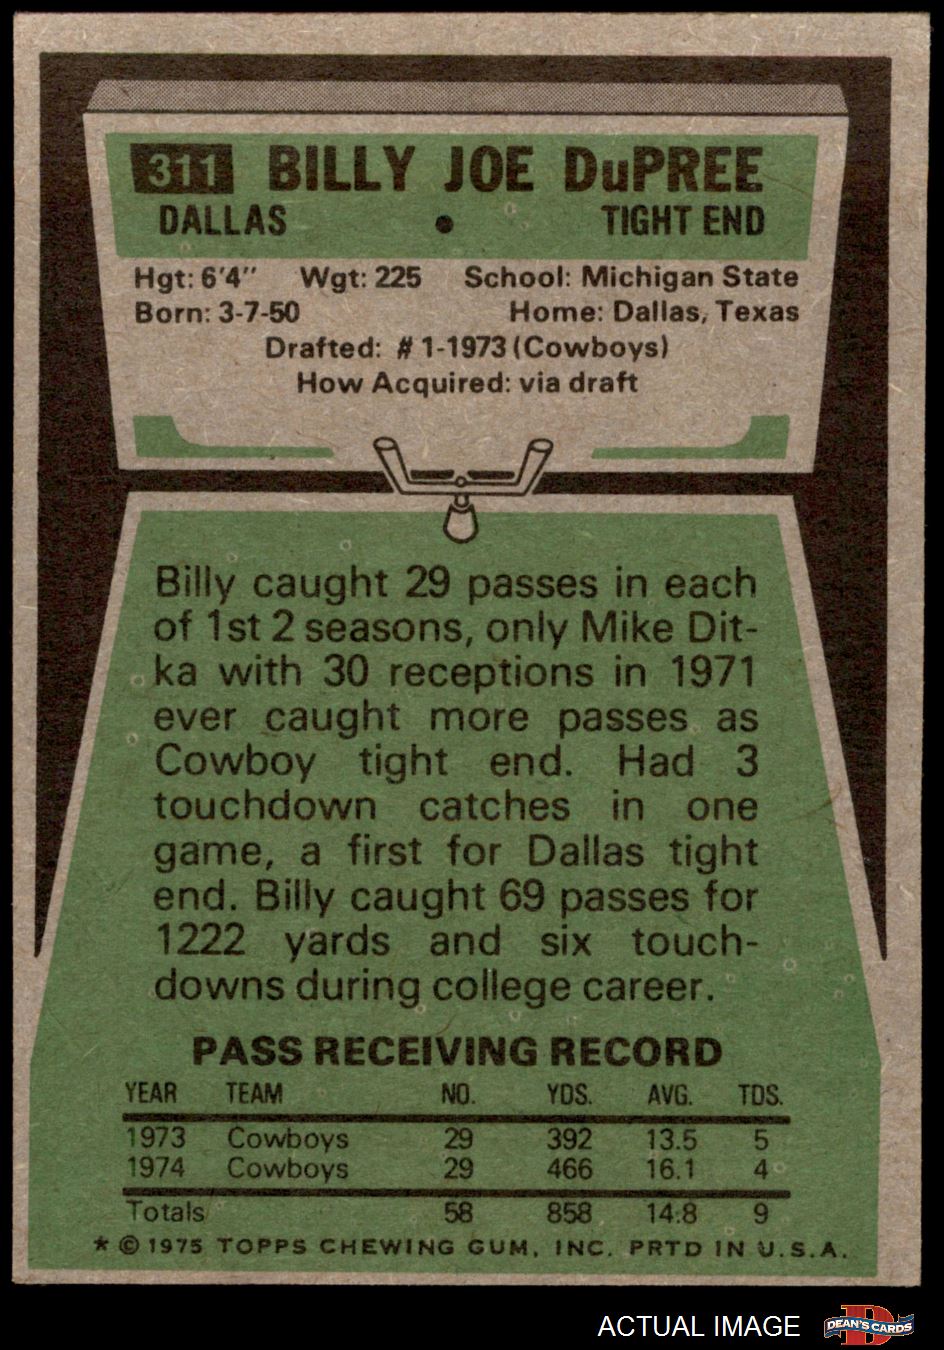 311 BILLY JOE DuPREE
DALLAS • TIGHT END
Hgt: 6'4" Wgt: 225 School: Michigan State
Born: 3-7-50 Home: Dallas, Texas
Drafted: #1-1973 (Cowboys)
How Acquired: via draft
Billy caught 29 passes in each
of 1st 2 seasons, only Mike Dit-
ka with 30 receptions in 1971
ever caught more passes as
Cowboy tight end. Had 3
touchdown catches in one
game, a first for Dallas tight
end. Billy caught 69 passes for
1222 yards and six touch-
downs during college career.
PASS RECEIVING RECORD
YEAR TEAM NO. YDS. AVG. TDS.
1973 Cowboys 29 392 13.5 5
1974 Cowboys 29 466 16.1 4
Totals 58 858 14.8 9
* © 1975 TOPPS CHEWING GUM, INC. PRTD IN U.S.A.
ACTUAL IMAGE
D DEAN'S CARDS